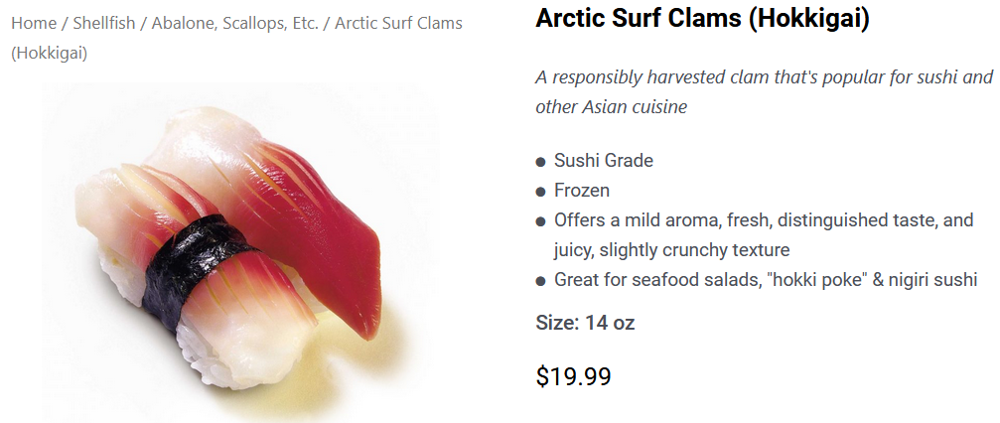 Home / Shellfish / Abalone, Scallops, Etc. / Arctic Surf Clams
(Hokkigai)
Arctic Surf Clams (Hokkigai)
A responsibly harvested clam that's popular for sushi and
other Asian cuisine
● Sushi Grade
● Frozen
● Offers a mild aroma, fresh, distinguished taste, and
juicy, slightly crunchy texture
● Great for seafood salads, "hokki poke" & nigiri sushi
Size: 14 oz
$19.99